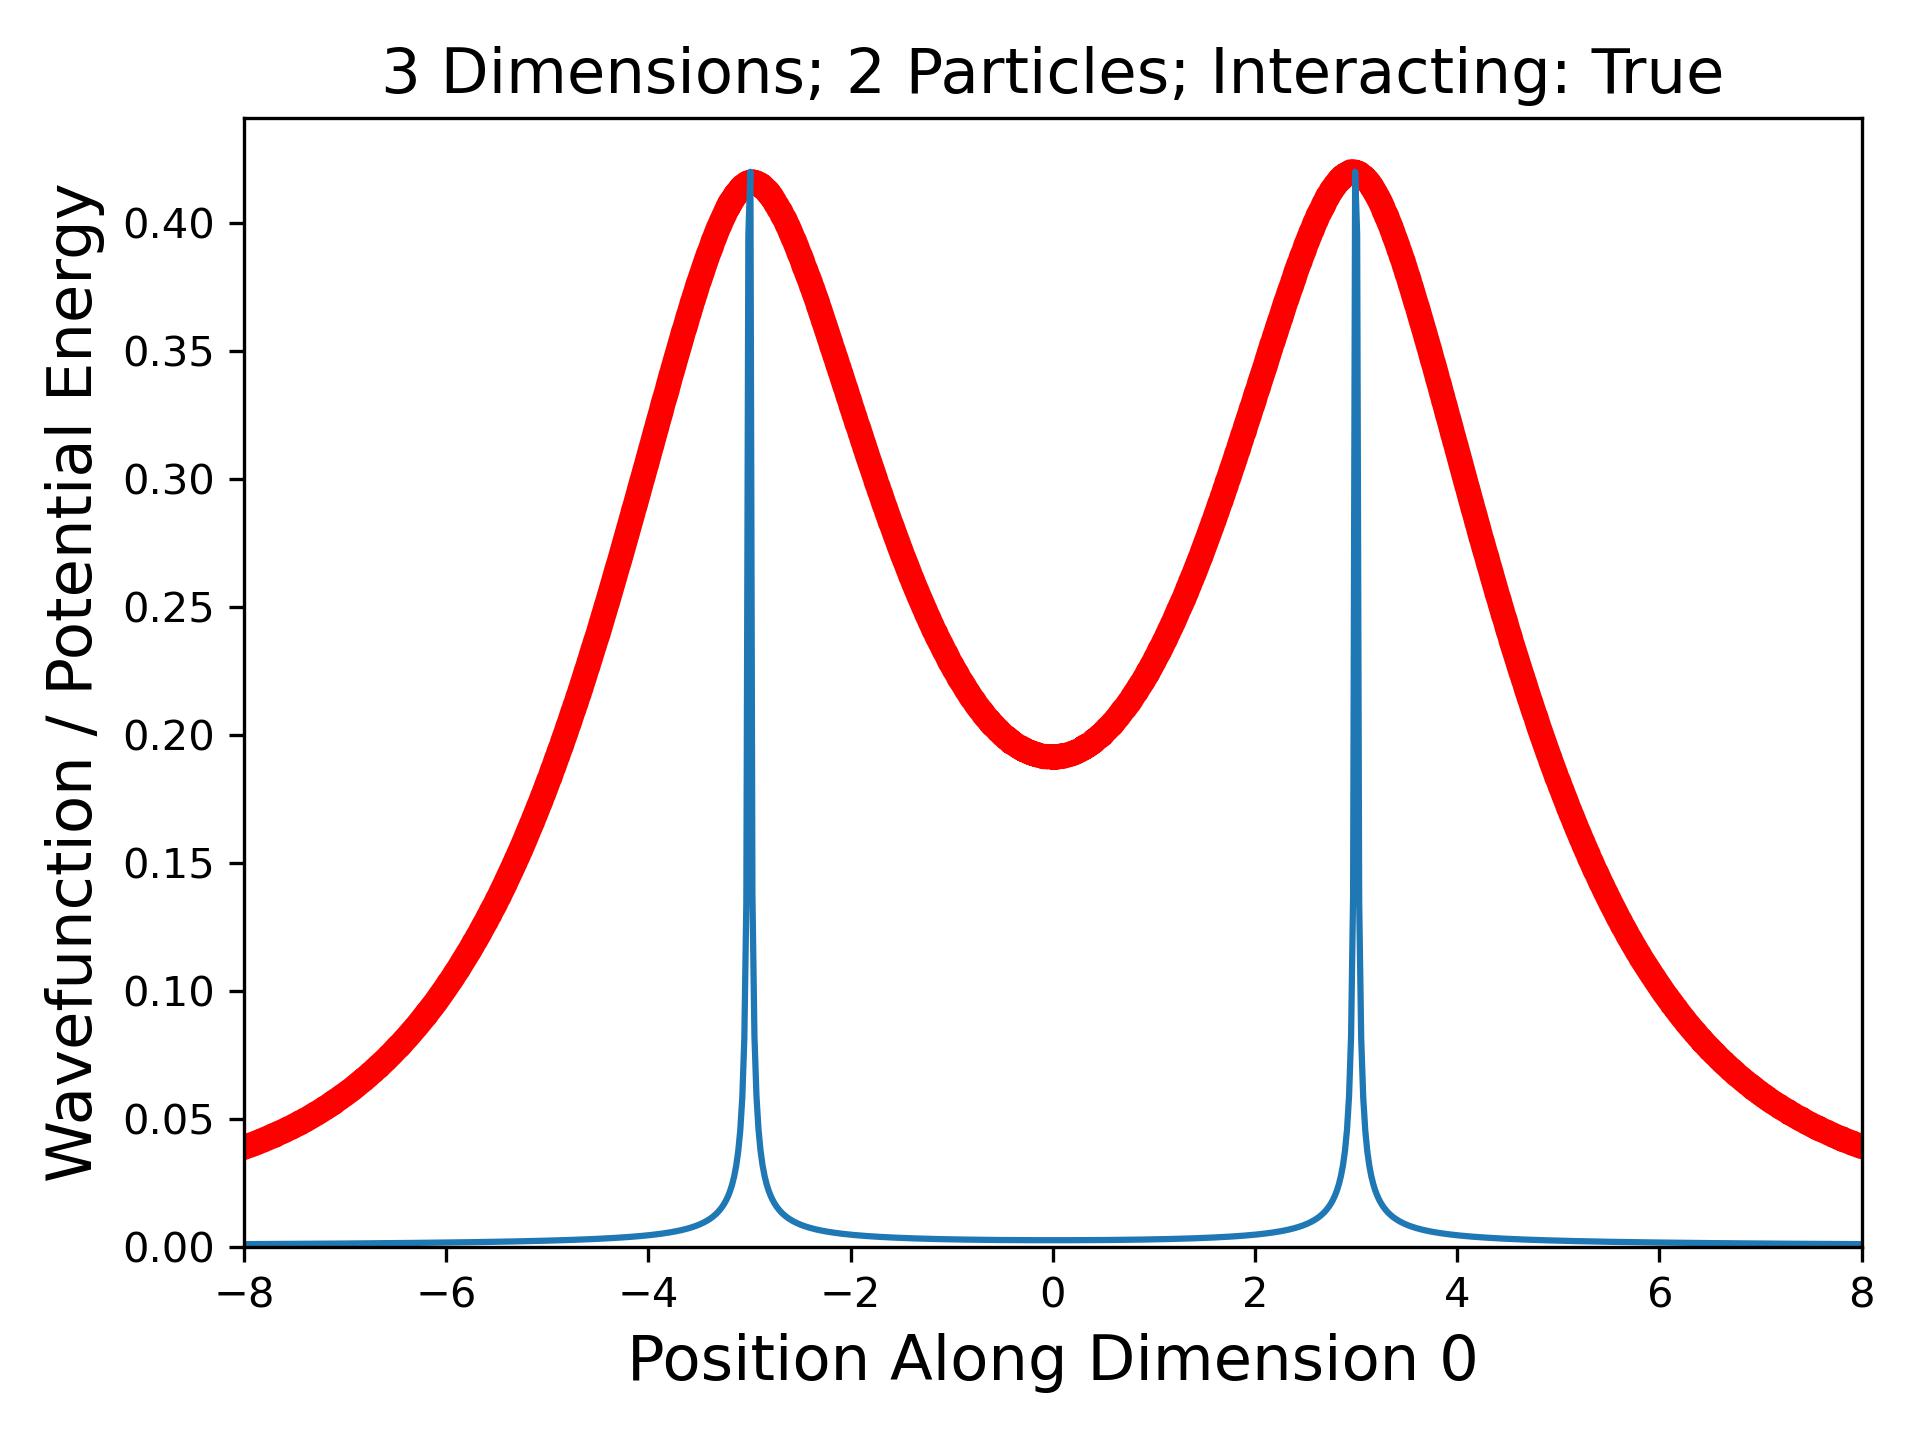 3 Dimensions; 2 Particles; Interacting: True
Wavefunction / Potential Energy
0.40
0.35
0.30
0.25
0.20
0.15
0.10
0.05
0.00
−8 −6 −4 −2 0 2 4 6 8
Position Along Dimension 0